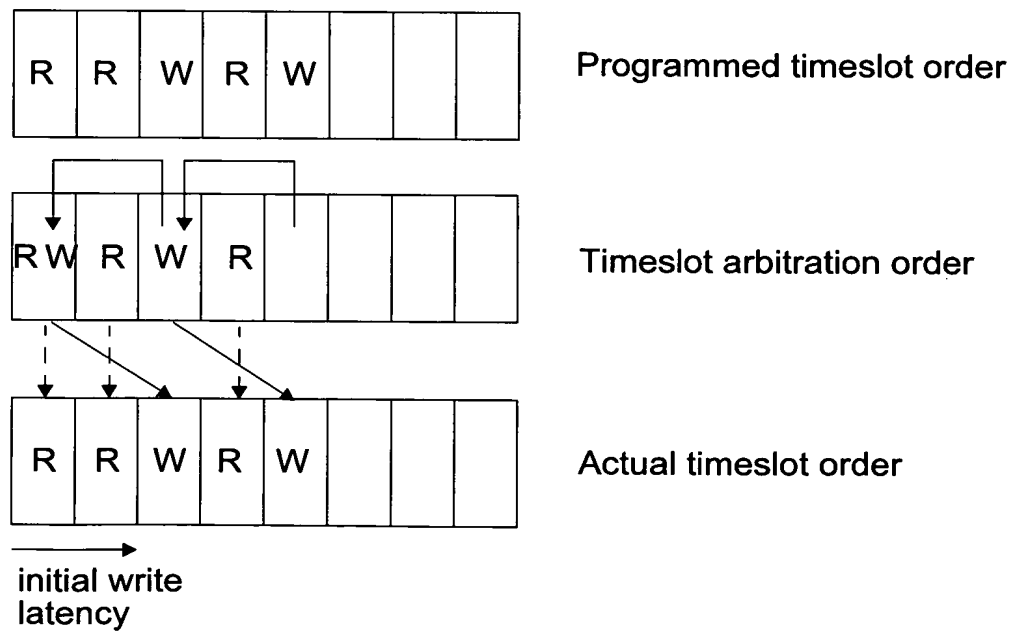 R R W R W Programmed timeslot order
RW R W R Timeslot arbitration order
R R W R W Actual timeslot order
initial write
latency